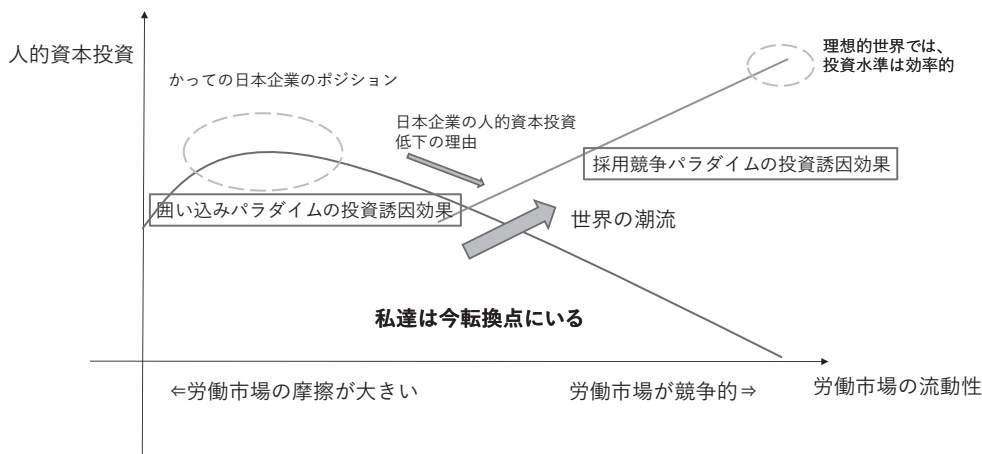 人的資本投資
理想的世界では、
投資水準は効率的
かっての日本企業のポジション
日本企業の人的資本投資
低下の理由
採用競争パラダイムの投資誘因効果
囲い込みパラダイムの投資誘因効果
世界の潮流
私達は今転換点にいる
⇐労働市場の摩擦が大きい
労働市場が競争的⇒
労働市場の流動性